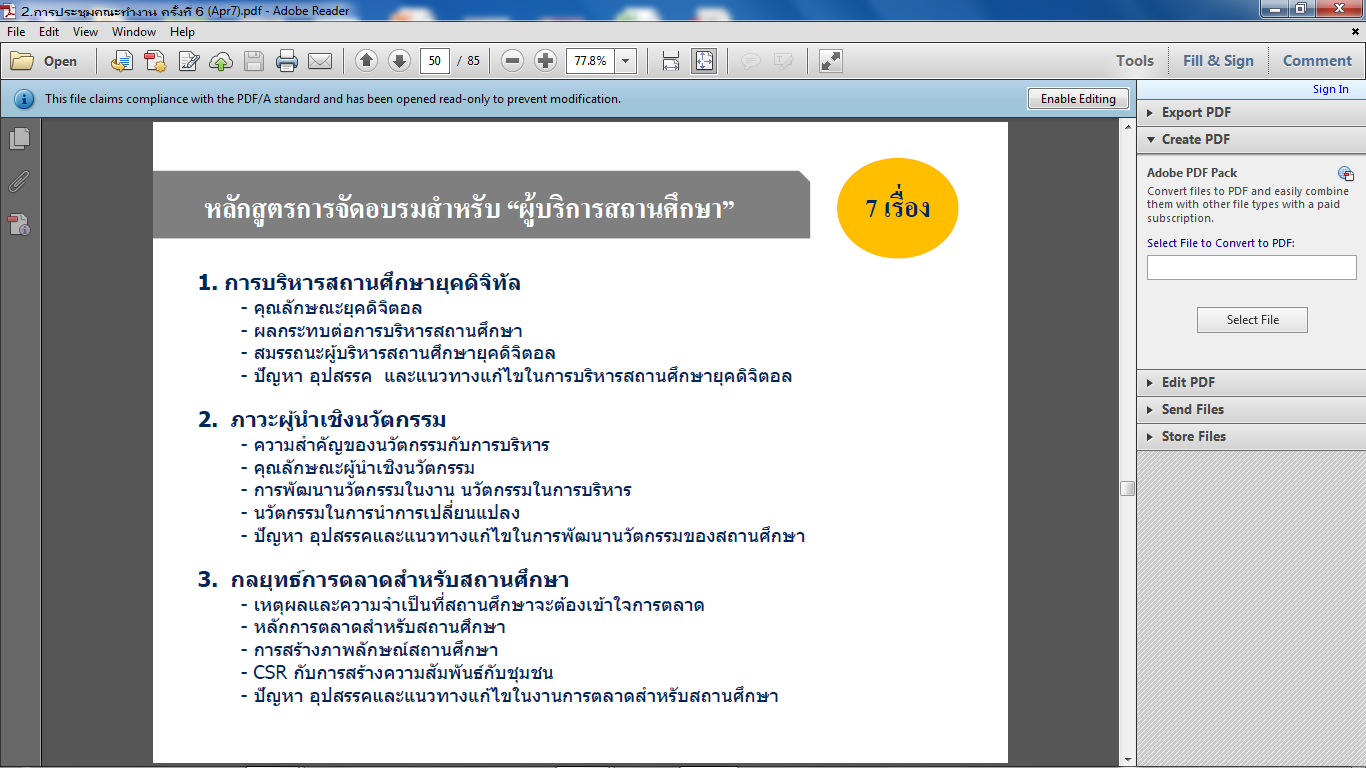 2.การประชุมคณะทำงาน ครั้งที่ 6 (Apr7).pdf - Adobe Reader
File Edit View Window Help
Open 50 / 85 77.8% Tools Fill & Sign Comment
This file claims compliance with the PDF/A standard and has been opened read-only to prevent modification. Enable Editing
หลักสูตรการจัดอบรมสำหรับ “ผู้บริการสถานศึกษา”
7 เรื่อง
1. การบริหารสถานศึกษายุคดิจิทัล
- คุณลักษณะยุคดิจิตอล
- ผลกระทบต่อการบริหารสถานศึกษา
- สมรรถนะผู้บริหารสถานศึกษายุคดิจิตอล
- ปัญหา อุปสรรค และแนวทางแก้ไขในการบริหารสถานศึกษายุคดิจิตอล
2. ภาวะผู้นำเชิงนวัตกรรม
- ความสำคัญของนวัตกรรมกับการบริหาร
- คุณลักษณะผู้นำเชิงนวัตกรรม
- การพัฒนานวัตกรรมในงาน นวัตกรรมในการบริหาร
- นวัตกรรมในการนำการเปลี่ยนแปลง
- ปัญหา อุปสรรคและแนวทางแก้ไขในการพัฒนานวัตกรรมของสถานศึกษา
3. กลยุทธ์การตลาดสำหรับสถานศึกษา
- เหตุผลและความจำเป็นที่สถานศึกษาจะต้องเข้าใจการตลาด
- หลักการตลาดสำหรับสถานศึกษา
- การสร้างภาพลักษณ์สถานศึกษา
- CSR กับการสร้างความสัมพันธ์กับชุมชน
- ปัญหา อุปสรรคและแนวทางแก้ไขในงานการตลาดสำหรับสถานศึกษา
Sign In
Export PDF
Create PDF
Adobe PDF Pack
Convert files to PDF and easily combine
them with other file types with a paid
subscription.
Select File to Convert to PDF:
Select File
Edit PDF
Send Files
Store Files